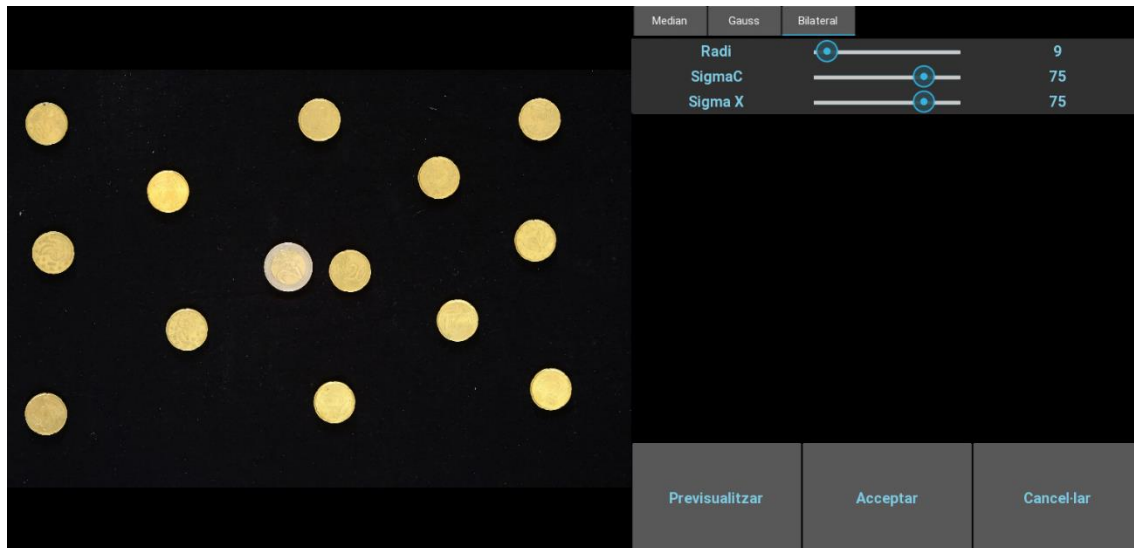 Median Gauss Bilateral
Radi 9
SigmaC 75
Sigma X 75
Previsualitzar Acceptar Cancel·lar